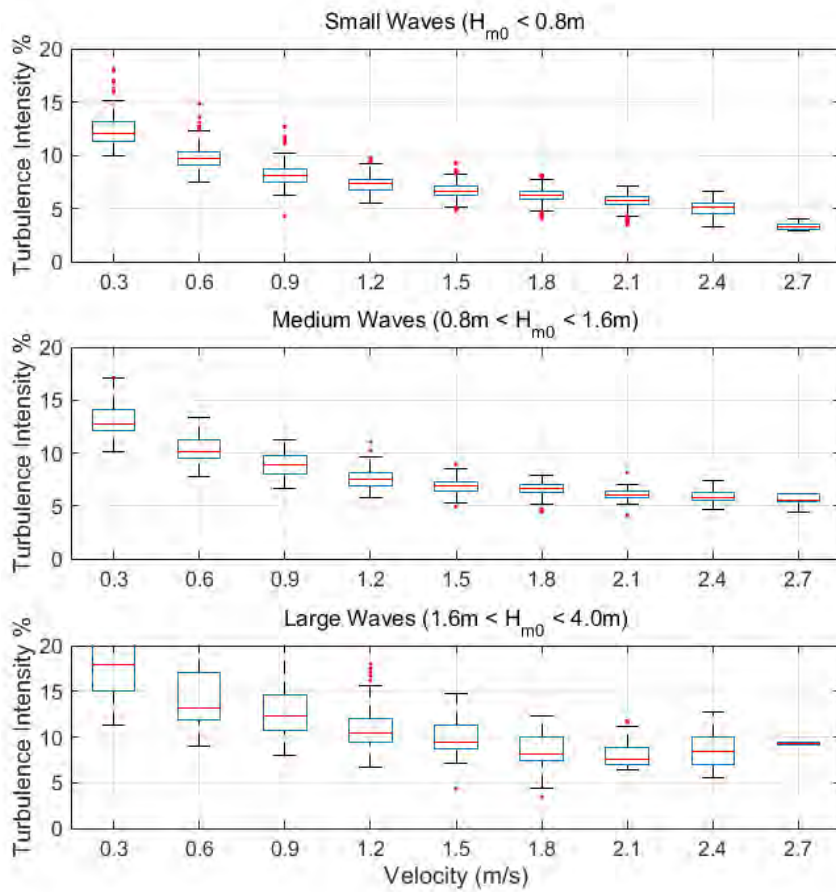 Small Waves (Hm0 < 0.8m
Turbulence Intensity %
20
15
10
5
0
0.3 0.6 0.9 1.2 1.5 1.8 2.1 2.4 2.7
Medium Waves (0.8m < Hm0 < 1.6m)
Turbulence Intensity %
20
15
10
5
0
0.3 0.6 0.9 1.2 1.5 1.8 2.1 2.4 2.7
Large Waves (1.6m < Hm0 < 4.0m)
Turbulence Intensity %
20
15
10
5
0
0.3 0.6 0.9 1.2 1.5 1.8 2.1 2.4 2.7
Velocity (m/s)